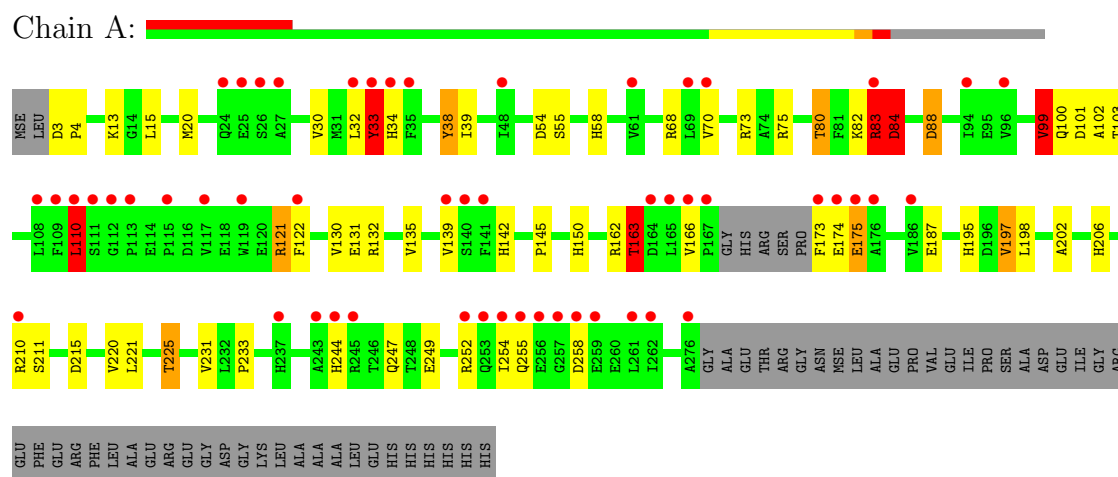 Chain A:
MSE LEU D3 P4 K13 G14 L15 M20 Q24 E25 S26 A27 V30 M31 L32 Y33 H34 F35 Y38 I39 I48 D54 S55 H58 V61 R68 L69 V70 R73 A74 R75 T80 F81 K82 R83 D84 D88 I94 E95 V96 V99 Q100 D101 A102 T103
L108 F109 L110 S111 G112 P113 E114 P115 D116 V117 E118 W119 E120 R121 F122 V130 E131 R132 V135 V139 S140 F141 H142 P145 H150 R162 T163 D164 L165 V166 P167 GLY HIS ARG SER PRO F173 E174 E175 A176 V186 E187 H195 D196 V197 L198 A202 H206
R210 S211 D215 V220 L221 T225 V231 L232 P233 H237 A243 H244 R245 T246 Q247 T248 E249 R252 Q253 I254 Q255 E256 G257 D258 E259 E260 L261 I262 A276 GLY ALA GLU THR ARG GLY ASN MSE LEU ALA GLU PRO VAL GLU ILE PRO SER ALA ASP GLU ILE GLY ARG
GLU PHE GLU ARG PHE LEU ALA GLU ARG GLU GLY ASP GLY LYS LEU ALA ALA ALA LEU GLU HIS HIS HIS HIS HIS HIS